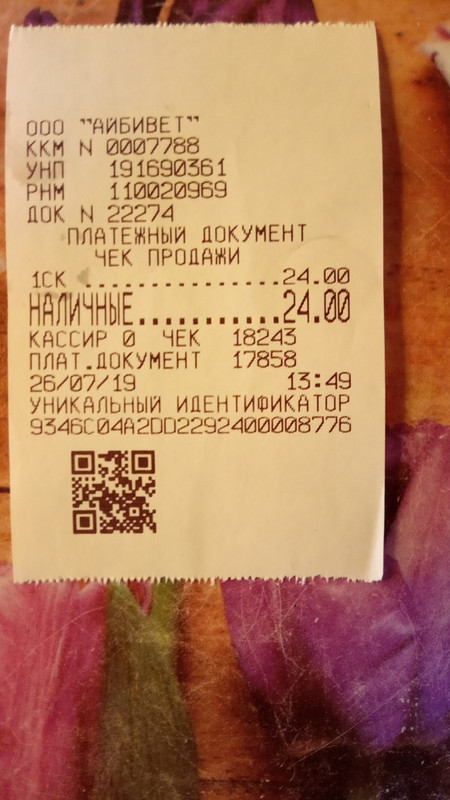 ООО "АЙБИВЕТ"
ККМ N 0007788
УНП 191690361
РНМ 110020969
ДОК N 22274
ПЛАТЕЖНЫЙ ДОКУМЕНТ
ЧЕК ПРОДАЖИ
1СК ................24.00
НАЛИЧНЫЕ...........24.00
КАССИР 0 ЧЕК 18243
ПЛАТ.ДОКУМЕНТ 17858
26/07/19 13:49
УНИКАЛЬНЫЙ ИДЕНТИФИКАТОР
9346C04A2DD2292400008776